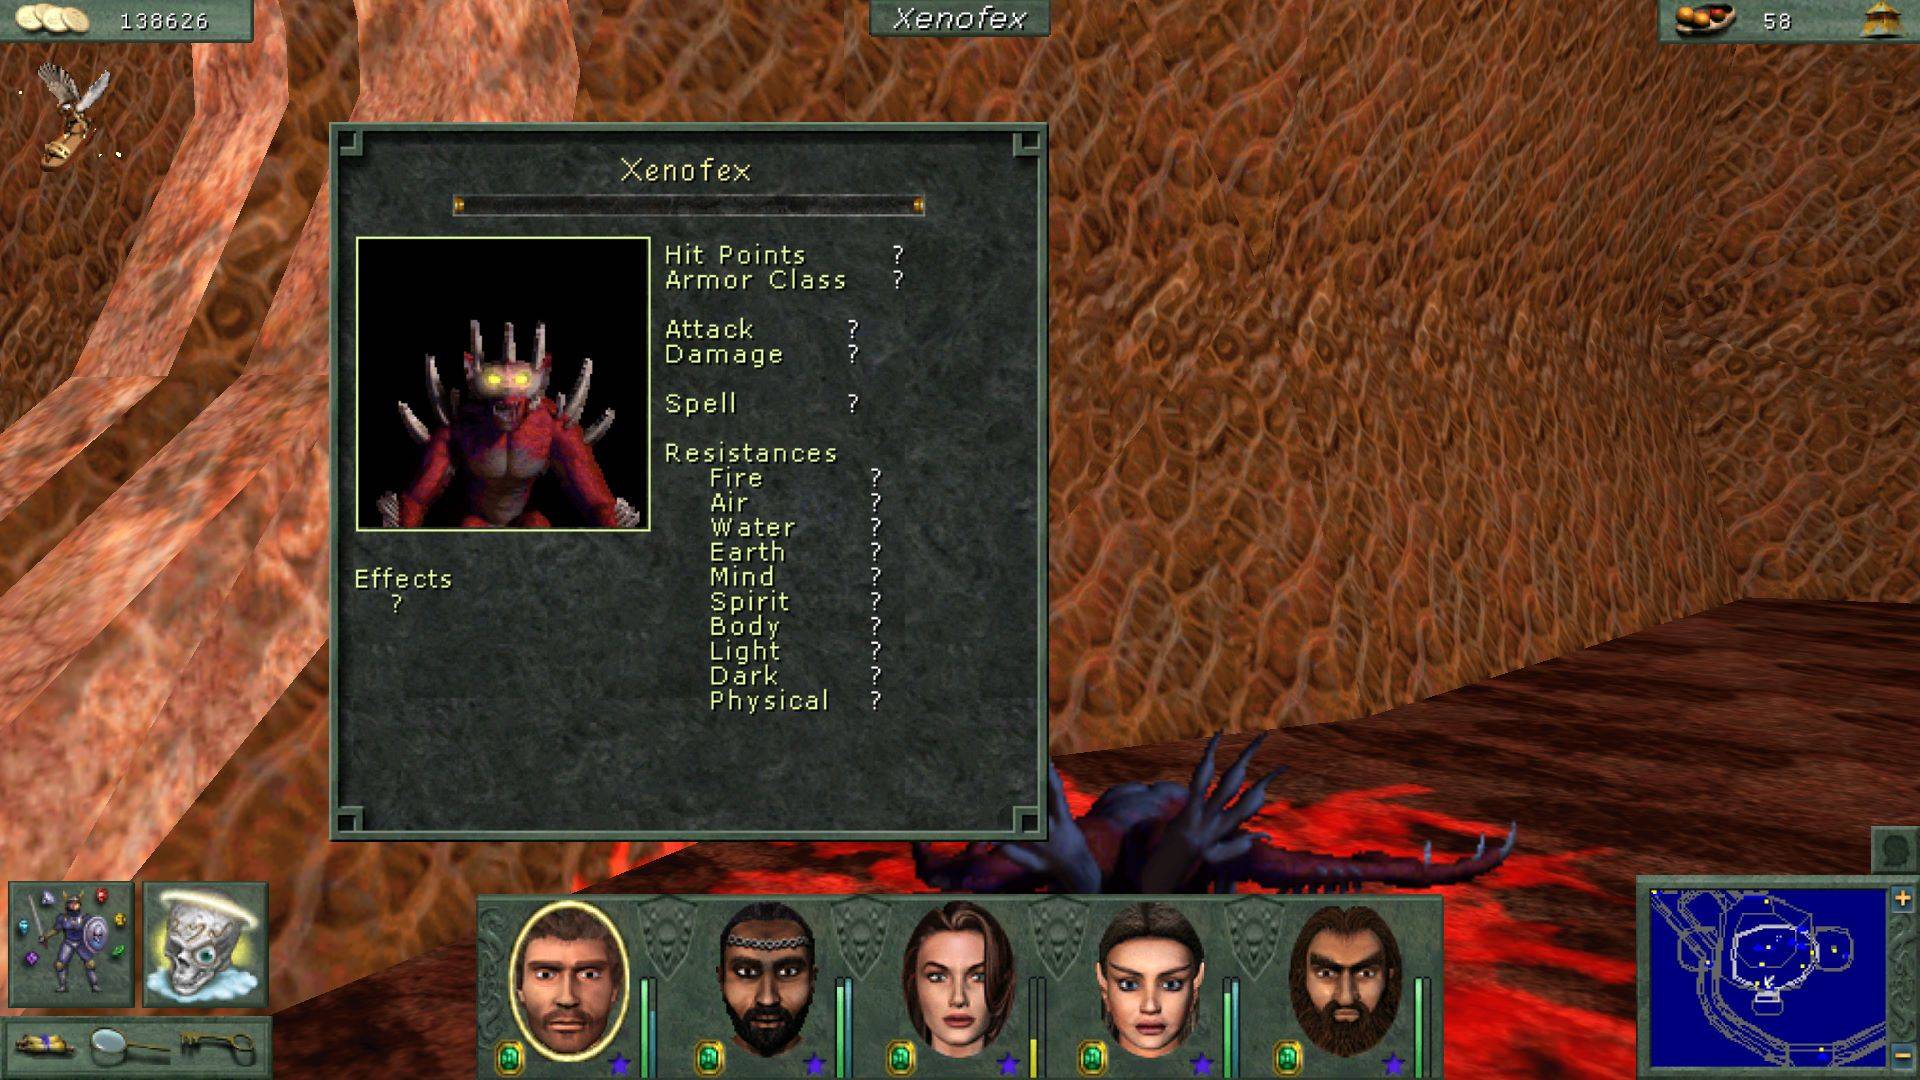 138626
Xenofex
58
Xenofex
Hit Points ?
Armor Class ?
Attack ?
Damage ?
Spell ?
Resistances
Fire ?
Air ?
Water ?
Earth ?
Mind ?
Spirit ?
Body ?
Light ?
Dark ?
Physical ?
Effects
?